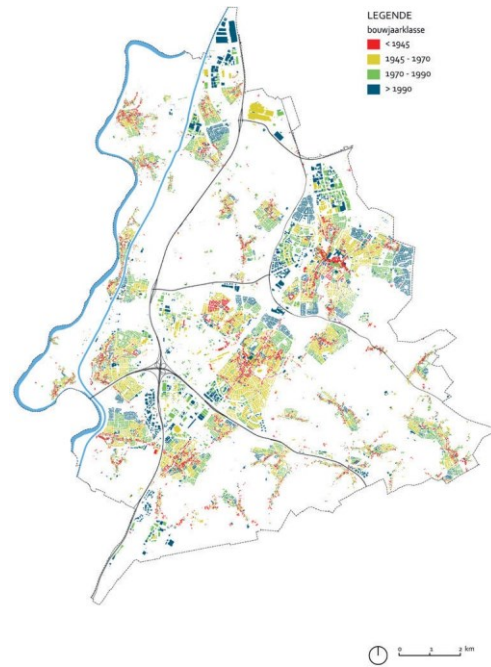 LEGENDE
bouwjaarklasse
< 1945
1945 - 1970
1970 - 1990
> 1990
0 1 2 km